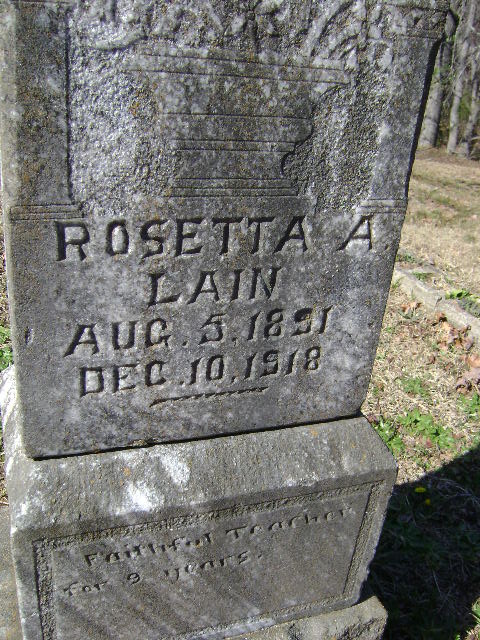 ROSETTA A
LAIN
AUG. 5, 1891
DEC. 10, 1918
Faithful Teacher
for 9 years.